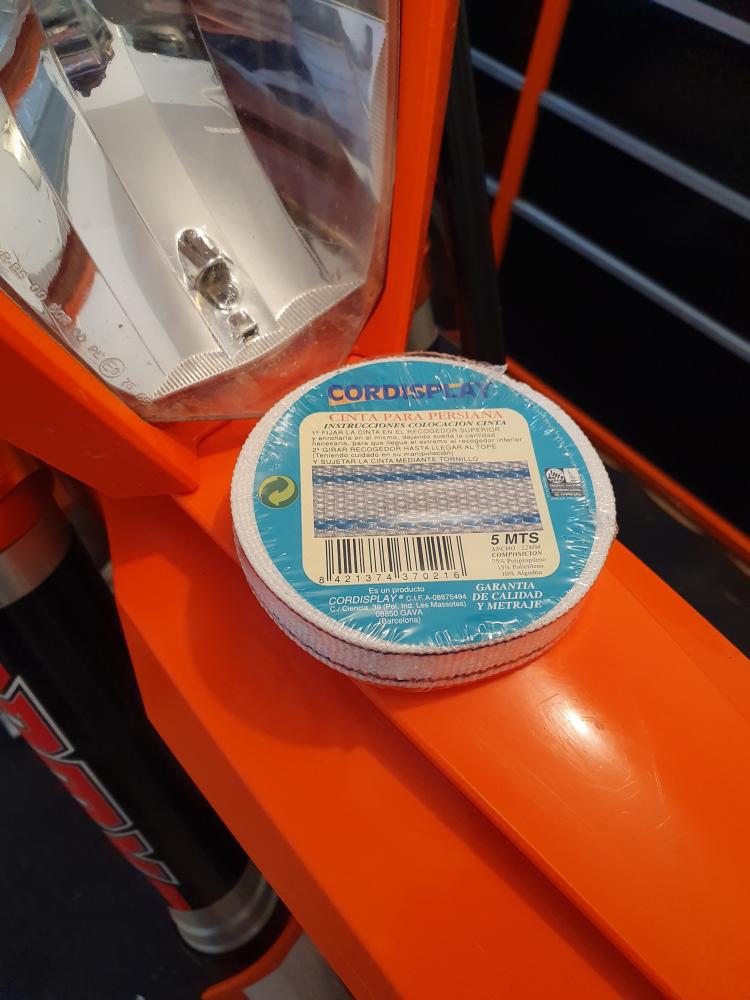 CORDISPLAY
CINTA PARA PERSIANA
INSTRUCCIONES COLOCACION CINTA
1º FIJAR LA CINTA EN EL RECOGEDOR SUPERIOR
y enrollarla en el mismo, dejando suelta la cantidad
necesaria, para que llegue el extremo al recogedor inferior
2º GIRAR RECOGEDOR HASTA LLEGAR AL TOPE
(Teniendo cuidado en su manipulación)
Y SUJETAR LA CINTA MEDIANTE TORNILLO
5 MTS
ANCHO: 22MM
COMPOSICION
75% Polipropileno
15% Polietileno
10% Algodón
8 421374 370216
Es un producto
CORDISPLAY ® C.I.F. A-08875494
C./ Ciencia, 39 (Pol. Ind. Les Massotes)
08850 GAVA
(Barcelona)
GARANTIA
DE CALIDAD
Y METRAJE